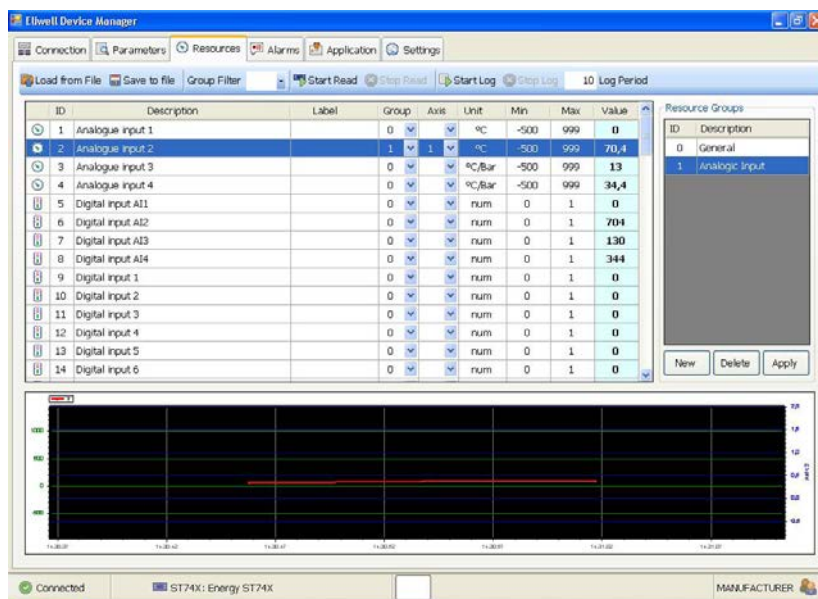 Eliwell Device Manager
Connection Parameters Resources Alarms Application Settings
Load from File Save to file Group Filter Start Read Stop Read Start Log Stop Log 10 Log Period
ID Description Label Group Axis Unit Min Max Value
1 Analogue input 1 0 ºC -500 999 0
2 Analogue input 2 1 1 ºC -500 999 70,4
3 Analogue input 3 0 ºC/Bar -500 999 13
4 Analogue input 4 0 ºC/Bar -500 999 34,4
5 Digital input AI1 0 num 0 1 0
6 Digital input AI2 0 num 0 1 704
7 Digital input AI3 0 num 0 1 130
8 Digital input AI4 0 num 0 1 344
9 Digital input 1 0 num 0 1 0
10 Digital input 2 0 num 0 1 0
11 Digital input 3 0 num 0 1 0
12 Digital input 4 0 num 0 1 0
13 Digital input 5 0 num 0 1 0
14 Digital input 6 0 num 0 1 0
Resource Groups
ID Description
0 General
1 Analogic Input
New Delete Apply
Connected ST74X: Energy ST74X MANUFACTURER